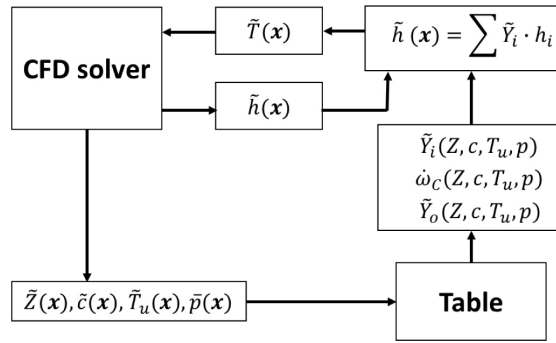 CFD solver
T̃(𝒙)
h̃ (𝒙) = ∑ Ỹᵢ · hᵢ
h̃(𝒙)
Ỹᵢ(Z, c, Tᵤ, p)
ω̇_C(Z, c, Tᵤ, p)
Ỹₒ(Z, c, Tᵤ, p)
Z̃(𝒙), c̃(𝒙), T̃ᵤ(𝒙), p̄(𝒙)
Table